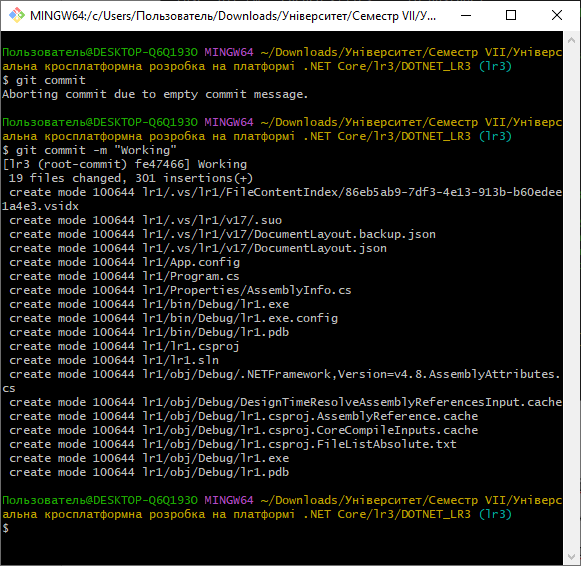 MINGW64:/c/Users/Пользователь/Downloads/Університет/Семестр VII/У...
Пользователь@DESKTOP-Q6Q193O MINGW64 ~/Downloads/Університет/Семестр VII/Універс
альна кросплатформна розробка на платформі .NET Core/lr3/DOTNET_LR3 (lr3)
$ git commit
Aborting commit due to empty commit message.
Пользователь@DESKTOP-Q6Q193O MINGW64 ~/Downloads/Університет/Семестр VII/Універс
альна кросплатформна розробка на платформі .NET Core/lr3/DOTNET_LR3 (lr3)
$ git commit -m "Working"
[lr3 (root-commit) fe47466] Working
 19 files changed, 301 insertions(+)
 create mode 100644 lr1/.vs/lr1/FileContentIndex/86eb5ab9-7df3-4e13-913b-b60edee
1a4e3.vsidx
 create mode 100644 lr1/.vs/lr1/v17/.suo
 create mode 100644 lr1/.vs/lr1/v17/DocumentLayout.backup.json
 create mode 100644 lr1/.vs/lr1/v17/DocumentLayout.json
 create mode 100644 lr1/App.config
 create mode 100644 lr1/Program.cs
 create mode 100644 lr1/Properties/AssemblyInfo.cs
 create mode 100644 lr1/bin/Debug/lr1.exe
 create mode 100644 lr1/bin/Debug/lr1.exe.config
 create mode 100644 lr1/bin/Debug/lr1.pdb
 create mode 100644 lr1/lr1.csproj
 create mode 100644 lr1/lr1.sln
 create mode 100644 lr1/obj/Debug/.NETFramework,Version=v4.8.AssemblyAttributes.
cs
 create mode 100644 lr1/obj/Debug/DesignTimeResolveAssemblyReferencesInput.cache
 create mode 100644 lr1/obj/Debug/lr1.csproj.AssemblyReference.cache
 create mode 100644 lr1/obj/Debug/lr1.csproj.CoreCompileInputs.cache
 create mode 100644 lr1/obj/Debug/lr1.csproj.FileListAbsolute.txt
 create mode 100644 lr1/obj/Debug/lr1.exe
 create mode 100644 lr1/obj/Debug/lr1.pdb
Пользователь@DESKTOP-Q6Q193O MINGW64 ~/Downloads/Університет/Семестр VII/Універс
альна кросплатформна розробка на платформі .NET Core/lr3/DOTNET_LR3 (lr3)
$